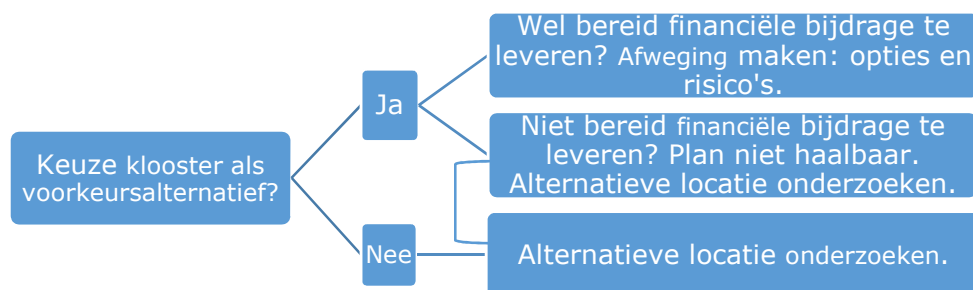 Wel bereid financiële bijdrage te
leveren? Afweging maken: opties en
risico's.
Ja
Niet bereid financiële bijdrage te
leveren? Plan niet haalbaar.
Alternatieve locatie onderzoeken.
Keuze klooster als
voorkeursalternatief?
Nee
Alternatieve locatie onderzoeken.